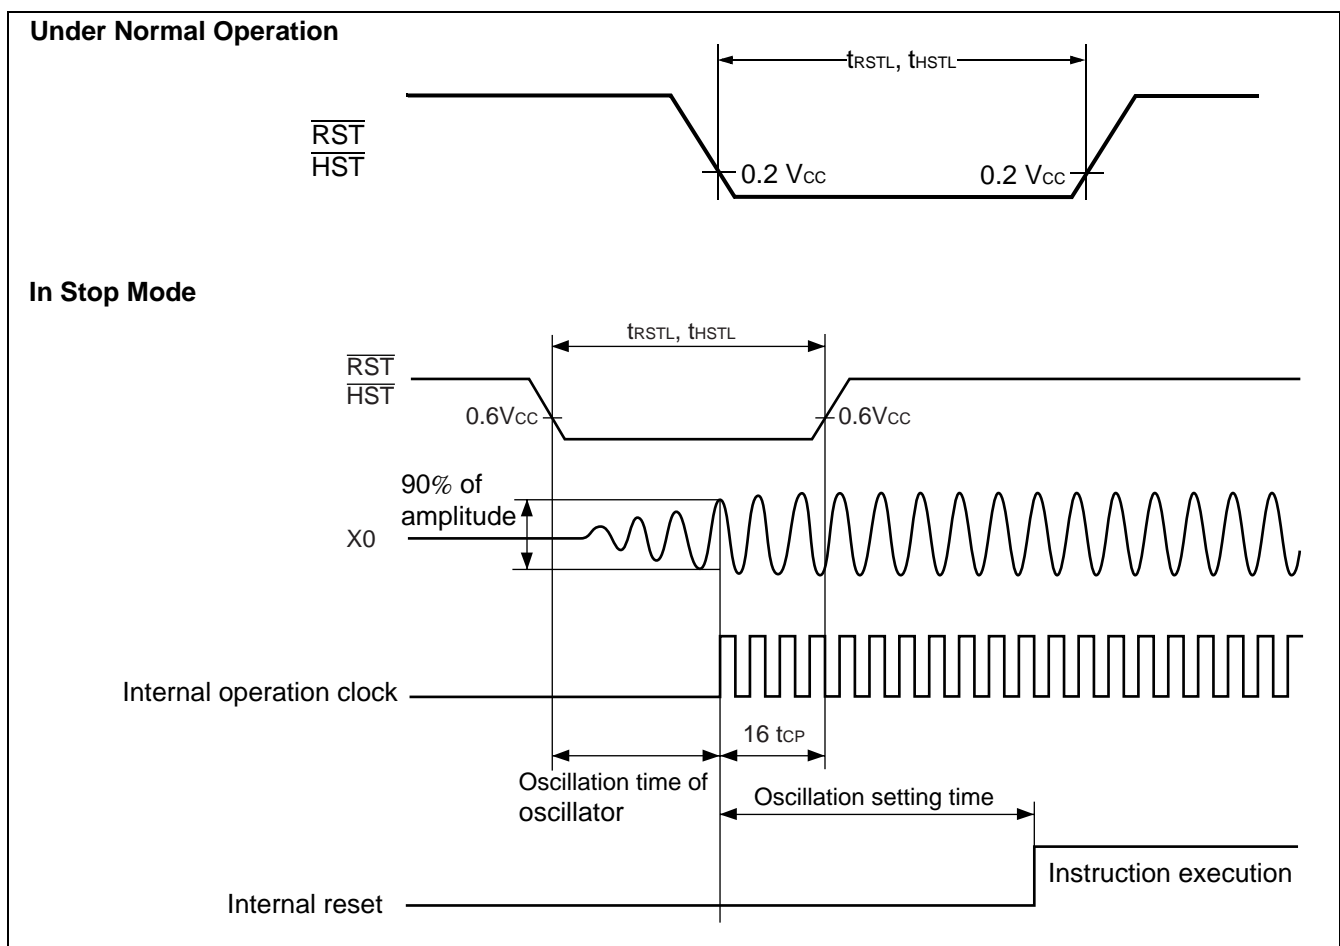 Under Normal Operation
tRSTL, tHSTL
RST
HST
0.2 VCC
0.2 VCC
In Stop Mode
tRSTL, tHSTL
RST
HST
0.6VCC
0.6VCC
90% of
amplitude
X0
Internal operation clock
16 tCP
Oscillation time of
oscillator
Oscillation setting time
Instruction execution
Internal reset